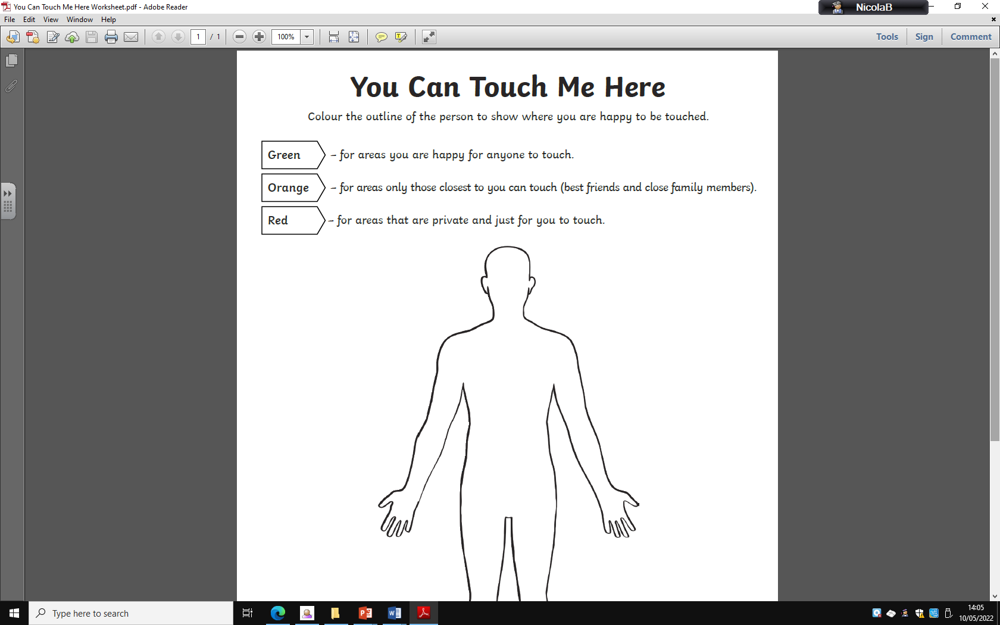 You Can Touch Me Here Worksheet.pdf - Adobe Reader
NicolaB
File Edit View Window Help
1 / 1
100%
Tools Sign Comment
You Can Touch Me Here
Colour the outline of the person to show where you are happy to be touched.
Green – for areas you are happy for anyone to touch.
Orange – for areas only those closest to you can touch (best friends and close family members).
Red – for areas that are private and just for you to touch.
Type here to search
14:05
10/05/2022